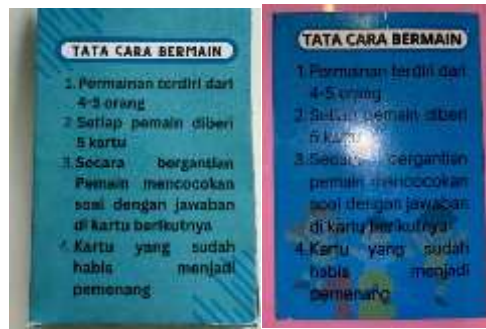 TATA CARA BERMAIN
1. Permainan terdiri dari
4-5 orang
2. Setiap pemain diberi
5 kartu
3. Secara bergantian
Pemain mencocokan
soal dengan jawaban
di kartu berikutnya
4. Kartu yang sudah
habis menjadi
pemenang
TATA CARA BERMAIN
1. Permainan terdiri dari
4-5 orang
2. Setiap pemain diberi
5 kartu
3. Secara bergantian
pemain mencocokan
soal dengan jawaban
di kartu berikutnya
4. Kartu yang sudah
habis menjadi
pemenang